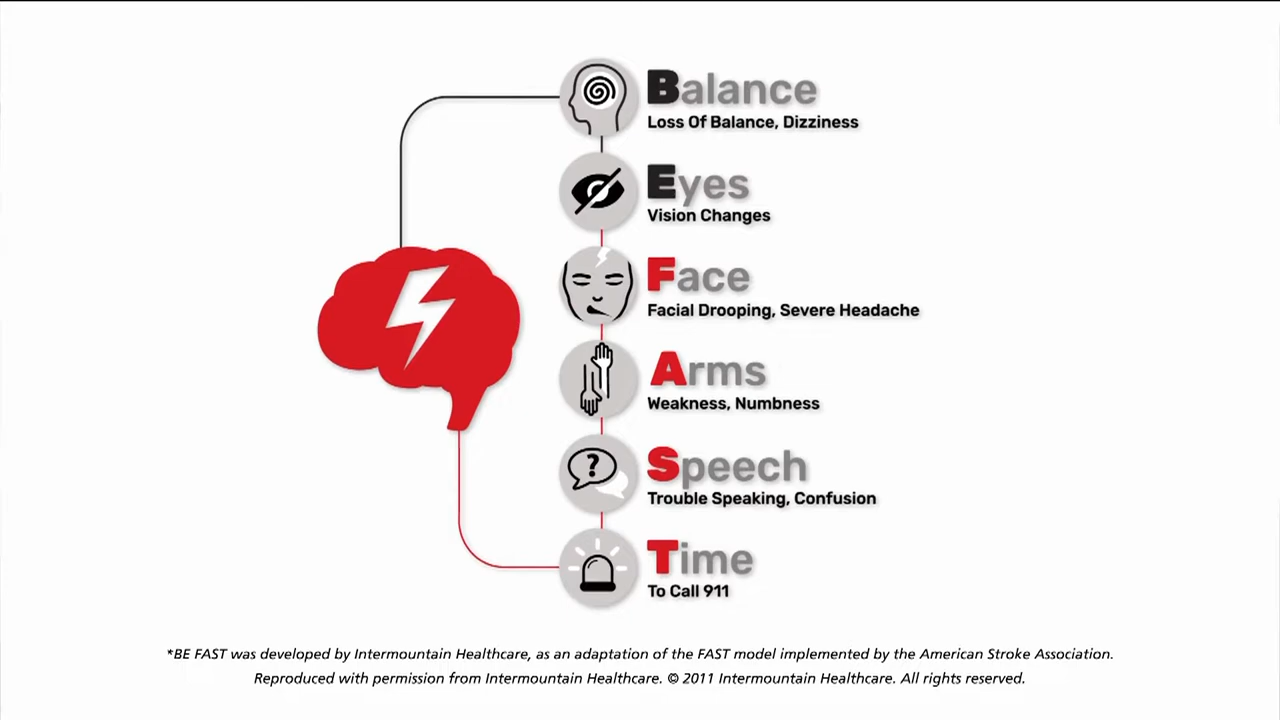 Balance
Loss Of Balance, Dizziness
Eyes
Vision Changes
Face
Facial Drooping, Severe Headache
Arms
Weakness, Numbness
?
Speech
Trouble Speaking, Confusion
Time
To Call 911
*BE FAST was developed by Intermountain Healthcare, as an adaptation of the FAST model implemented by the American Stroke Association.
Reproduced with permission from Intermountain Healthcare. © 2011 Intermountain Healthcare. All rights reserved.